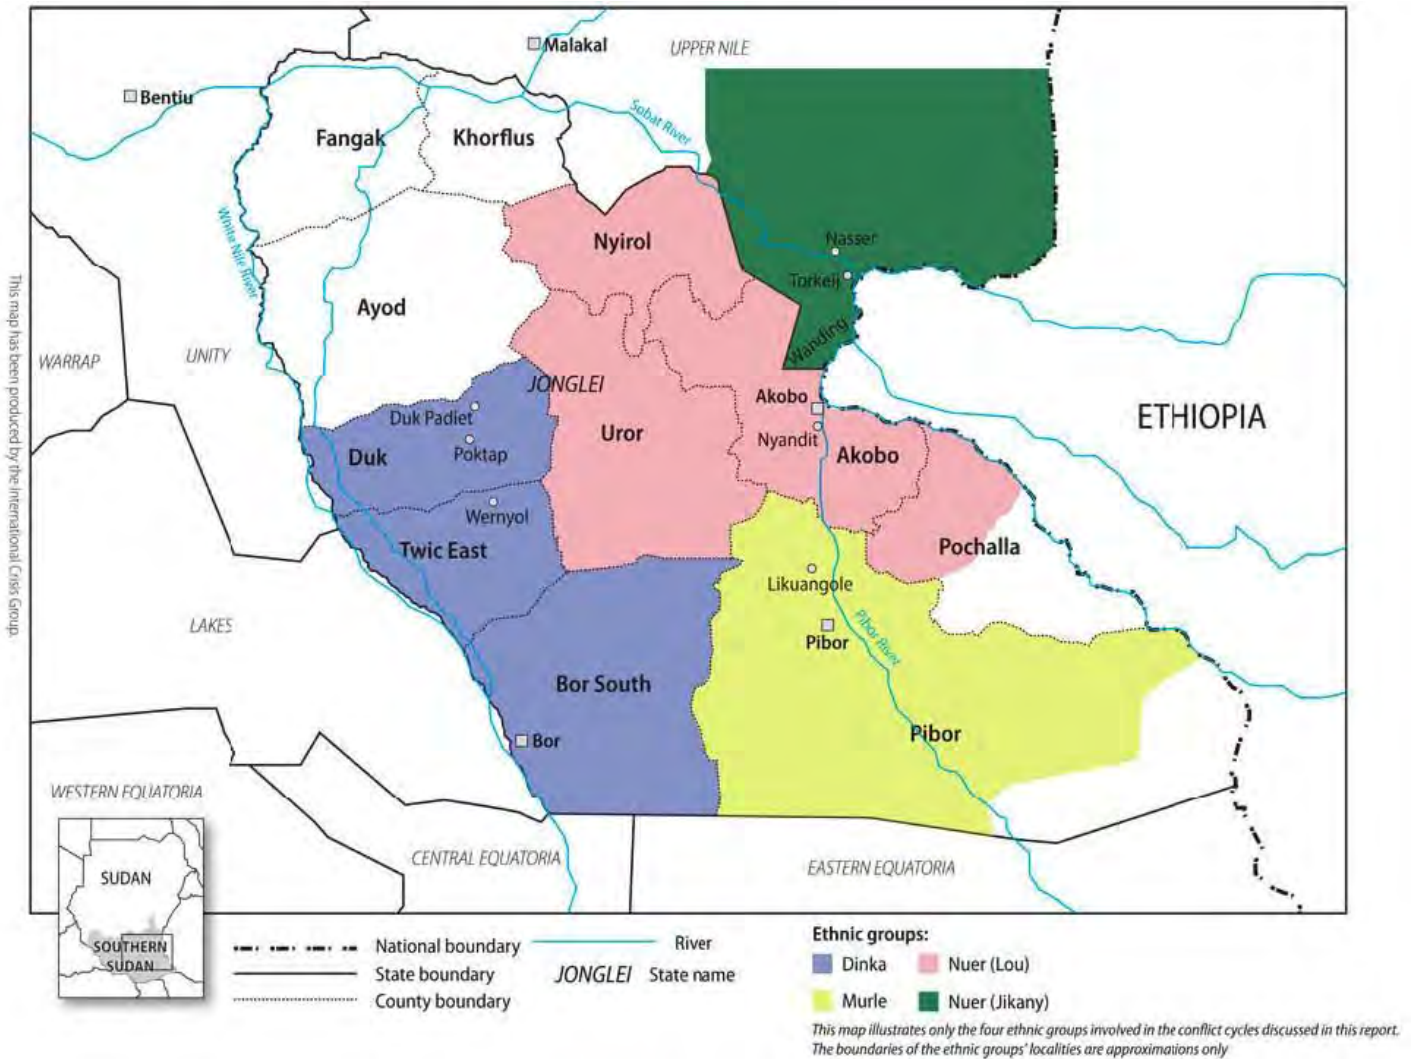 Malakal
UPPER NILE
Bentiu
Sobat River
Fangak
Khorflus
White Nile River
Nyirol
Nasser
Torkeij
Ayod
Wanding
WARRAP
UNITY
JONGLEI
Akobo
ETHIOPIA
Duk Padiet
Nyandit
Uror
Poktap
Duk
Akobo
Wernyol
Twic East
Pochalla
Likuangole
LAKES
Pibor
Pibor River
Bor South
Pibor
Bor
WESTERN EQUATORIA
CENTRAL EQUATORIA
EASTERN EQUATORIA
SUDAN
SOUTHERN
SUDAN
National boundary
River
State boundary
JONGLEI State name
County boundary
Ethnic groups:
Dinka
Nuer (Lou)
Murle
Nuer (Jikany)
This map illustrates only the four ethnic groups involved in the conflict cycles discussed in this report.
The boundaries of the ethnic groups' localities are approximations only
This map has been produced by the International Crisis Group.